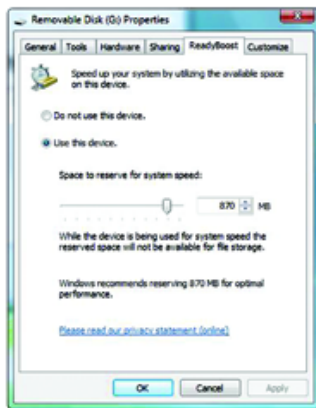 Removable Disk (G:) Properties
General Tools Hardware Sharing ReadyBoost Customize
Speed up your system by utilizing the available space
on this device.
Do not use this device.
Use this device.
Space to reserve for system speed:
870 MB
While the device is being used for system speed the
reserved space will not be available for file storage.
Windows recommends reserving 870 MB for optimal
performance.
Please read our privacy statement (online)
OK Cancel Apply